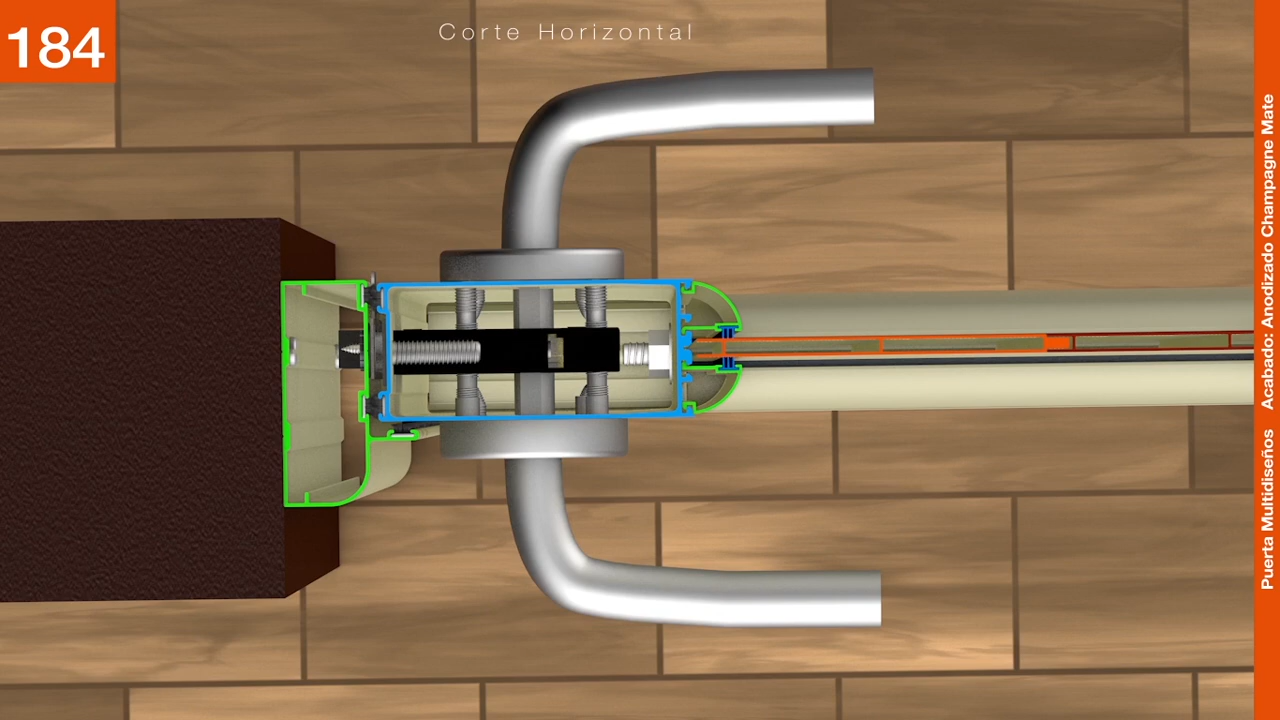 184
Corte Horizontal
Puerta Multidiseños Acabado: Anodizado Champagne Mate